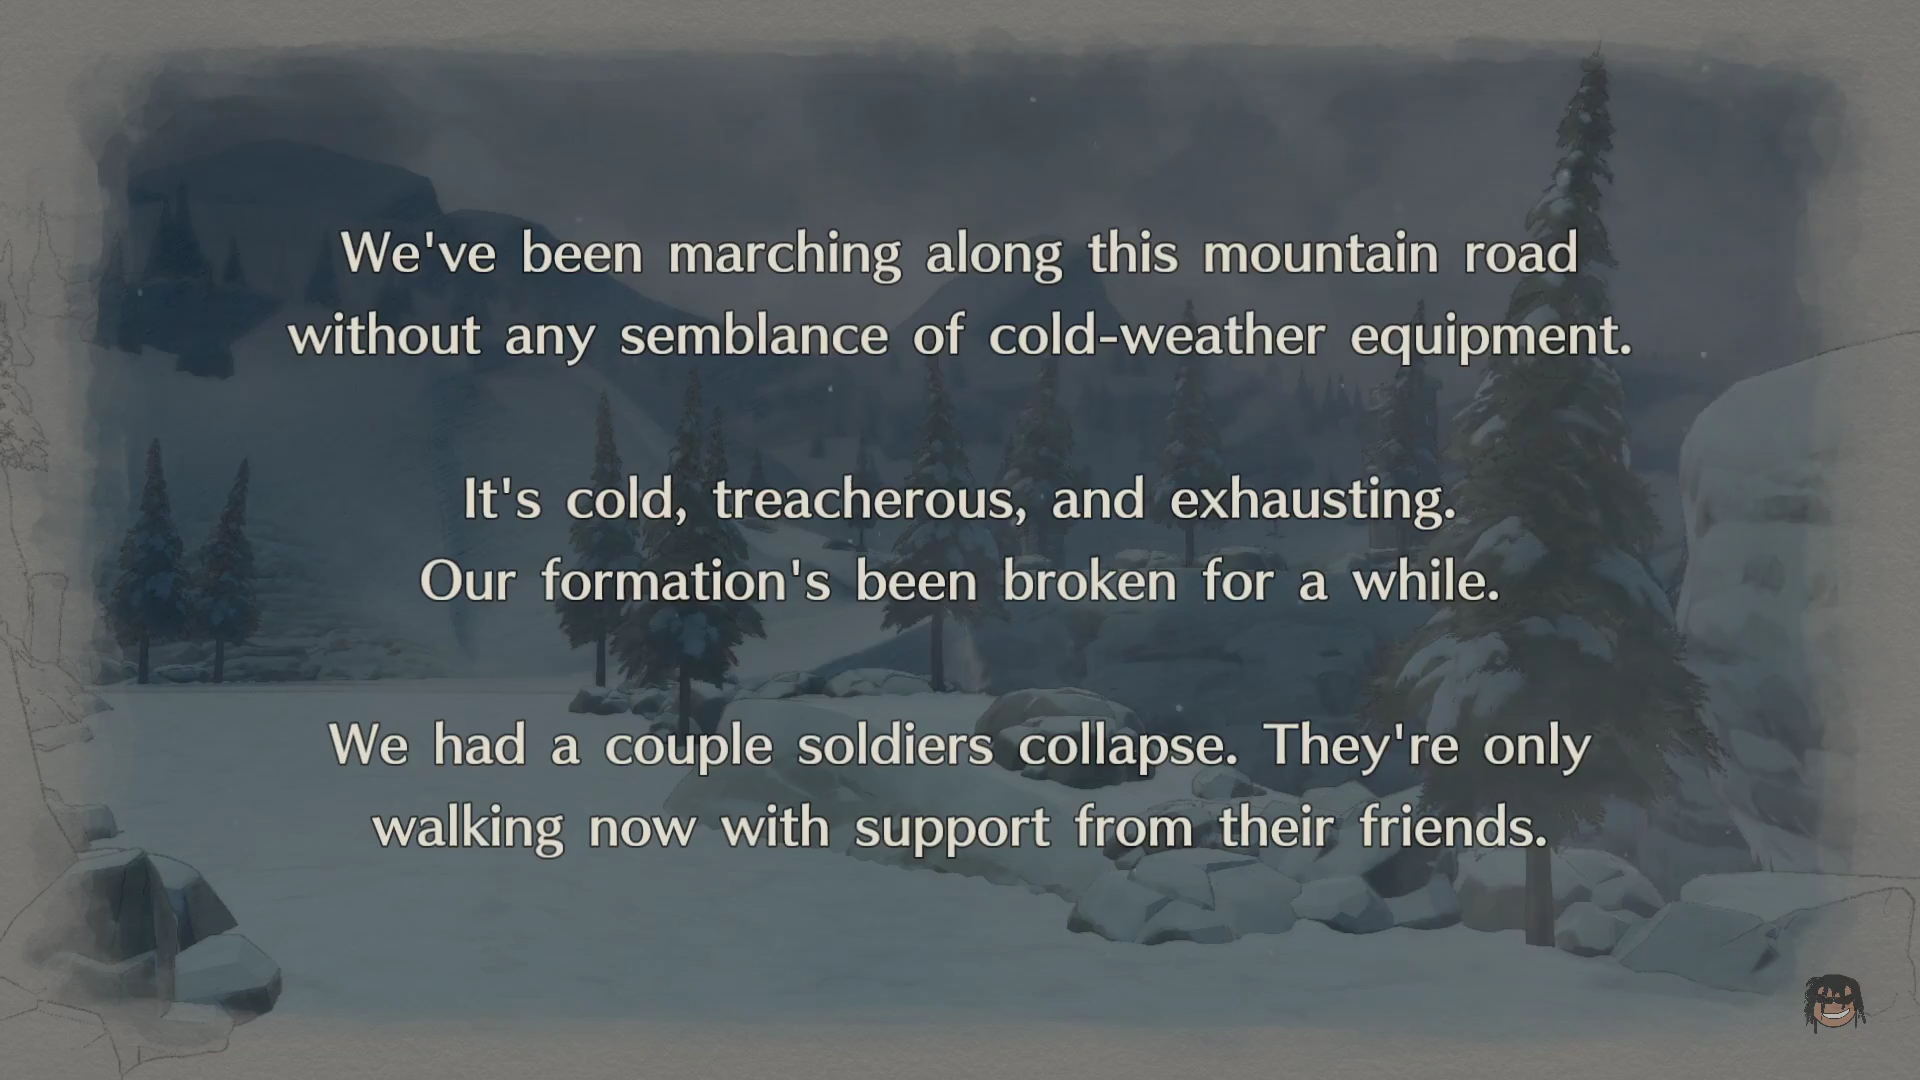 We've been marching along this mountain road
without any semblance of cold-weather equipment.
It's cold, treacherous, and exhausting.
Our formation's been broken for a while.
We had a couple soldiers collapse. They're only
walking now with support from their friends.